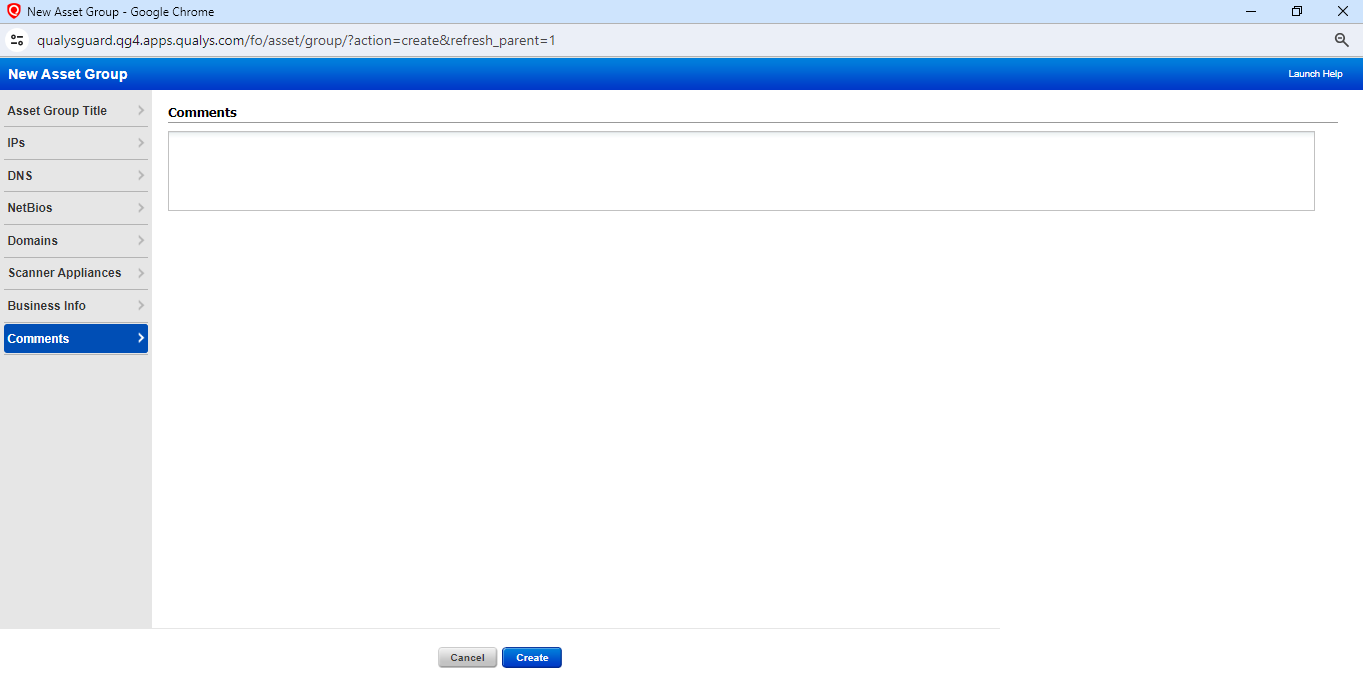 New Asset Group - Google Chrome
qualysguard.qg4.apps.qualys.com/fo/asset/group/?action=create&refresh_parent=1
New Asset Group
Launch Help
Asset Group Title
IPs
DNS
NetBios
Domains
Scanner Appliances
Business Info
Comments
Comments
Cancel
Create